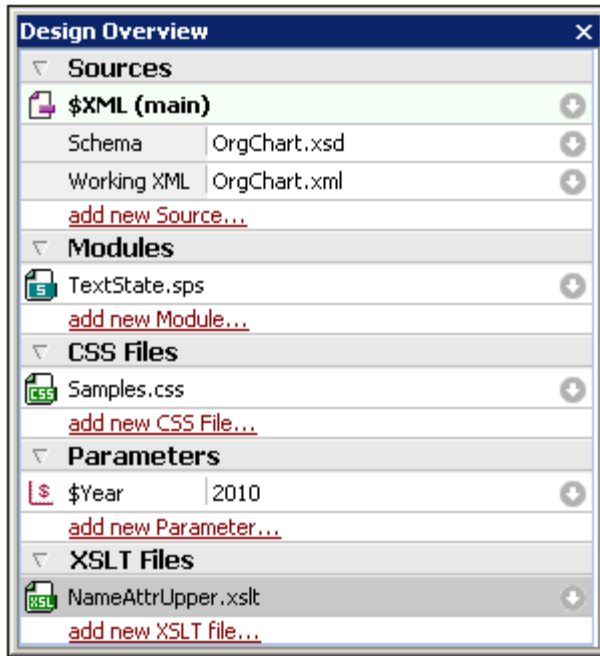 Design Overview
Sources
$XML (main)
Schema OrgChart.xsd
Working XML OrgChart.xml
add new Source...
Modules
S TextState.sps
add new Module...
CSS Files
CSS Samples.css
add new CSS File...
Parameters
$ $Year 2010
add new Parameter...
XSLT Files
XSL NameAttrUpper.xslt
add new XSLT file...